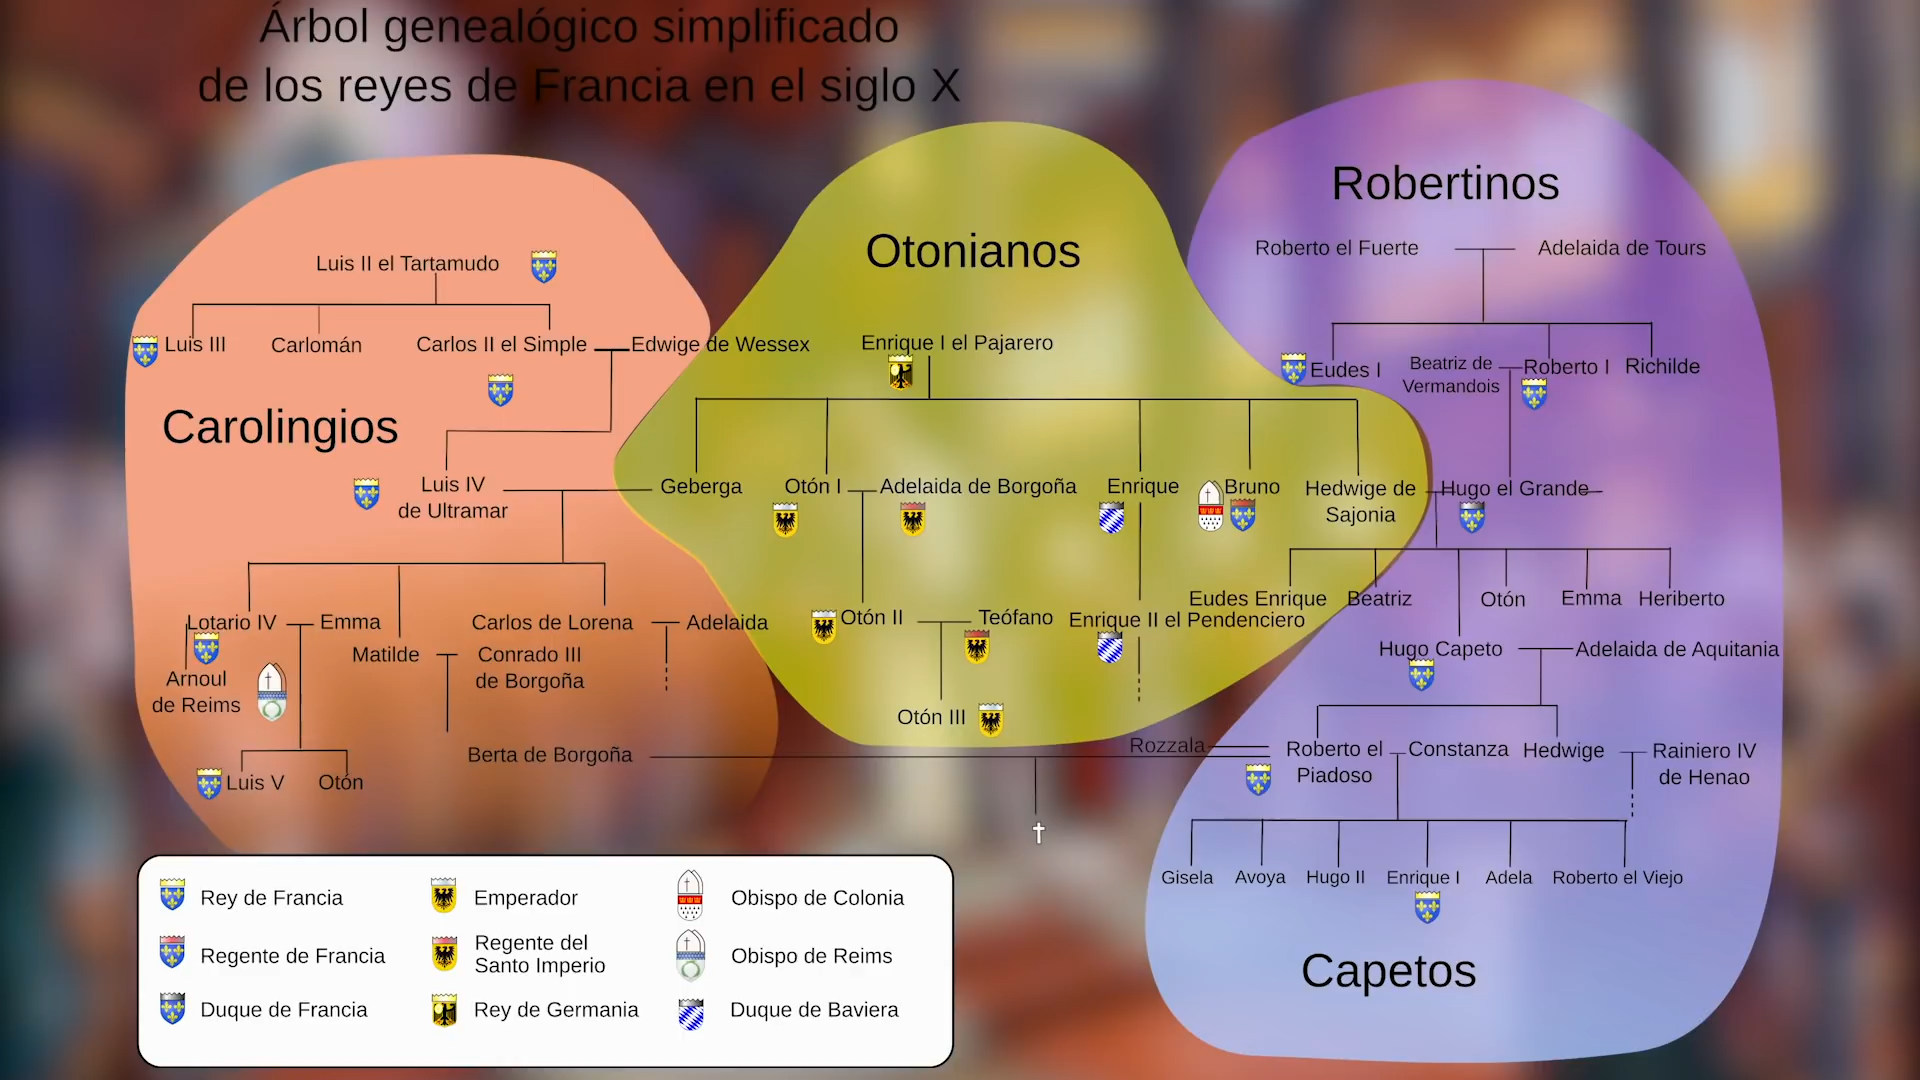 Árbol genealógico simplificado
de los reyes de Francia en el siglo X
Carolingios
Luis II el Tartamudo
Luis III
Carlomán
Carlos II el Simple
Edwige de Wessex
Luis IV
de Ultramar
Lotario IV
Emma
Carlos de Lorena
Adelaida
Matilde
Conrado III
de Borgoña
Arnoul
de Reims
Berta de Borgoña
Luis V
Otón
Otonianos
Enrique I el Pajarero
Geberga
Otón I
Adelaida de Borgoña
Enrique
Bruno
Hedwige de
Sajonia
Otón II
Teófano
Enrique II el Pendenciero
Otón III
Robertinos
Roberto el Fuerte
Adelaida de Tours
Eudes I
Beatriz de
Vermandois
Roberto I
Richilde
Hugo el Grande
Eudes Enrique
Beatriz
Otón
Emma
Heriberto
Hugo Capeto
Adelaida de Aquitania
Rozzala
Roberto el
Piadoso
Constanza
Hedwige
Rainiero IV
de Henao
Gisela
Avoya
Hugo II
Enrique I
Adela
Roberto el Viejo
Capetos
Rey de Francia
Regente de Francia
Duque de Francia
Emperador
Regente del
Santo Imperio
Rey de Germania
Obispo de Colonia
Obispo de Reims
Duque de Baviera